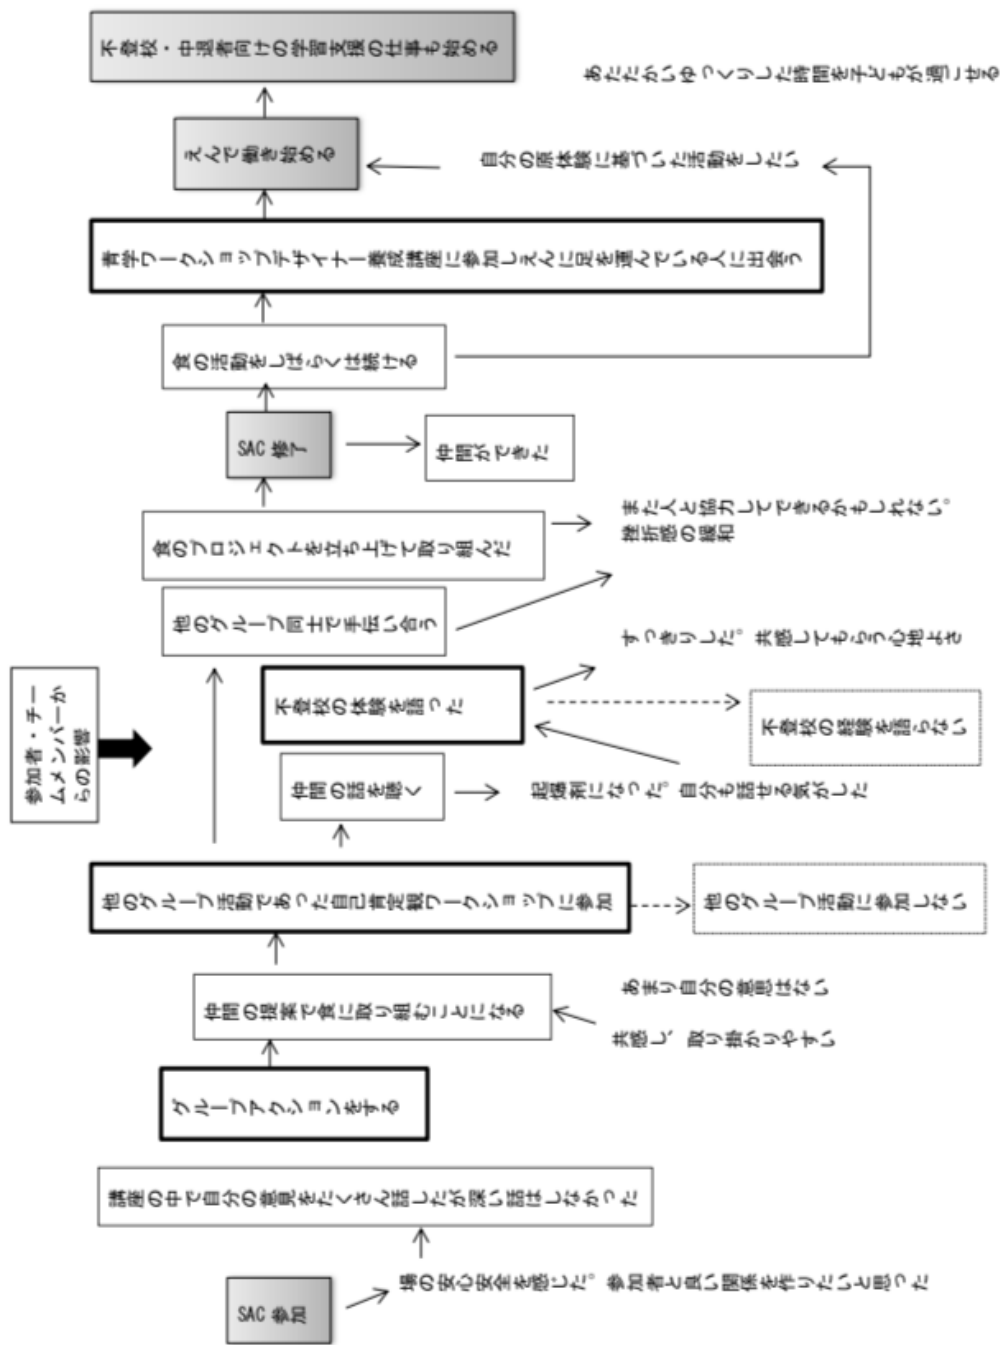 SAC 参加
場の安心安全を感じた。参加者と良い関係を作りたいと思った
講座の中で自分の意見をたくさん話したが深い話はしなかった
グループアクションをする
仲間の提案で食に取り組むことになる
共感し、取り掛かりやすい
あまり自分の意思はない
他のグループ活動であった自己肯定観ワークショップに参加
他のグループ活動に参加しない
仲間の話を聴く
起爆剤になった。自分も話せる気がした
不登校の体験を語った
不登校の経験を語らない
すっきりした。共感してもらう心地よさ
参加者・チー
ムメンバーか
らの影響
他のグループ同士で手伝い合う
食のプロジェクトを立ち上げて取り組んだ
また人と協力してできるかもしれない。
挫折感の緩和
SAC 修了
仲間ができた
食の活動をしばらくは続ける
青学ワークショップデザイナー養成講座に参加しえんに足を運んでいる人に出会う
えんで働き始める
自分の原体験に基づいた活動をしたい
不登校・中退者向けの学習支援の仕事も始める
あたたかいゆっくりした時間を子どもが過ごせる